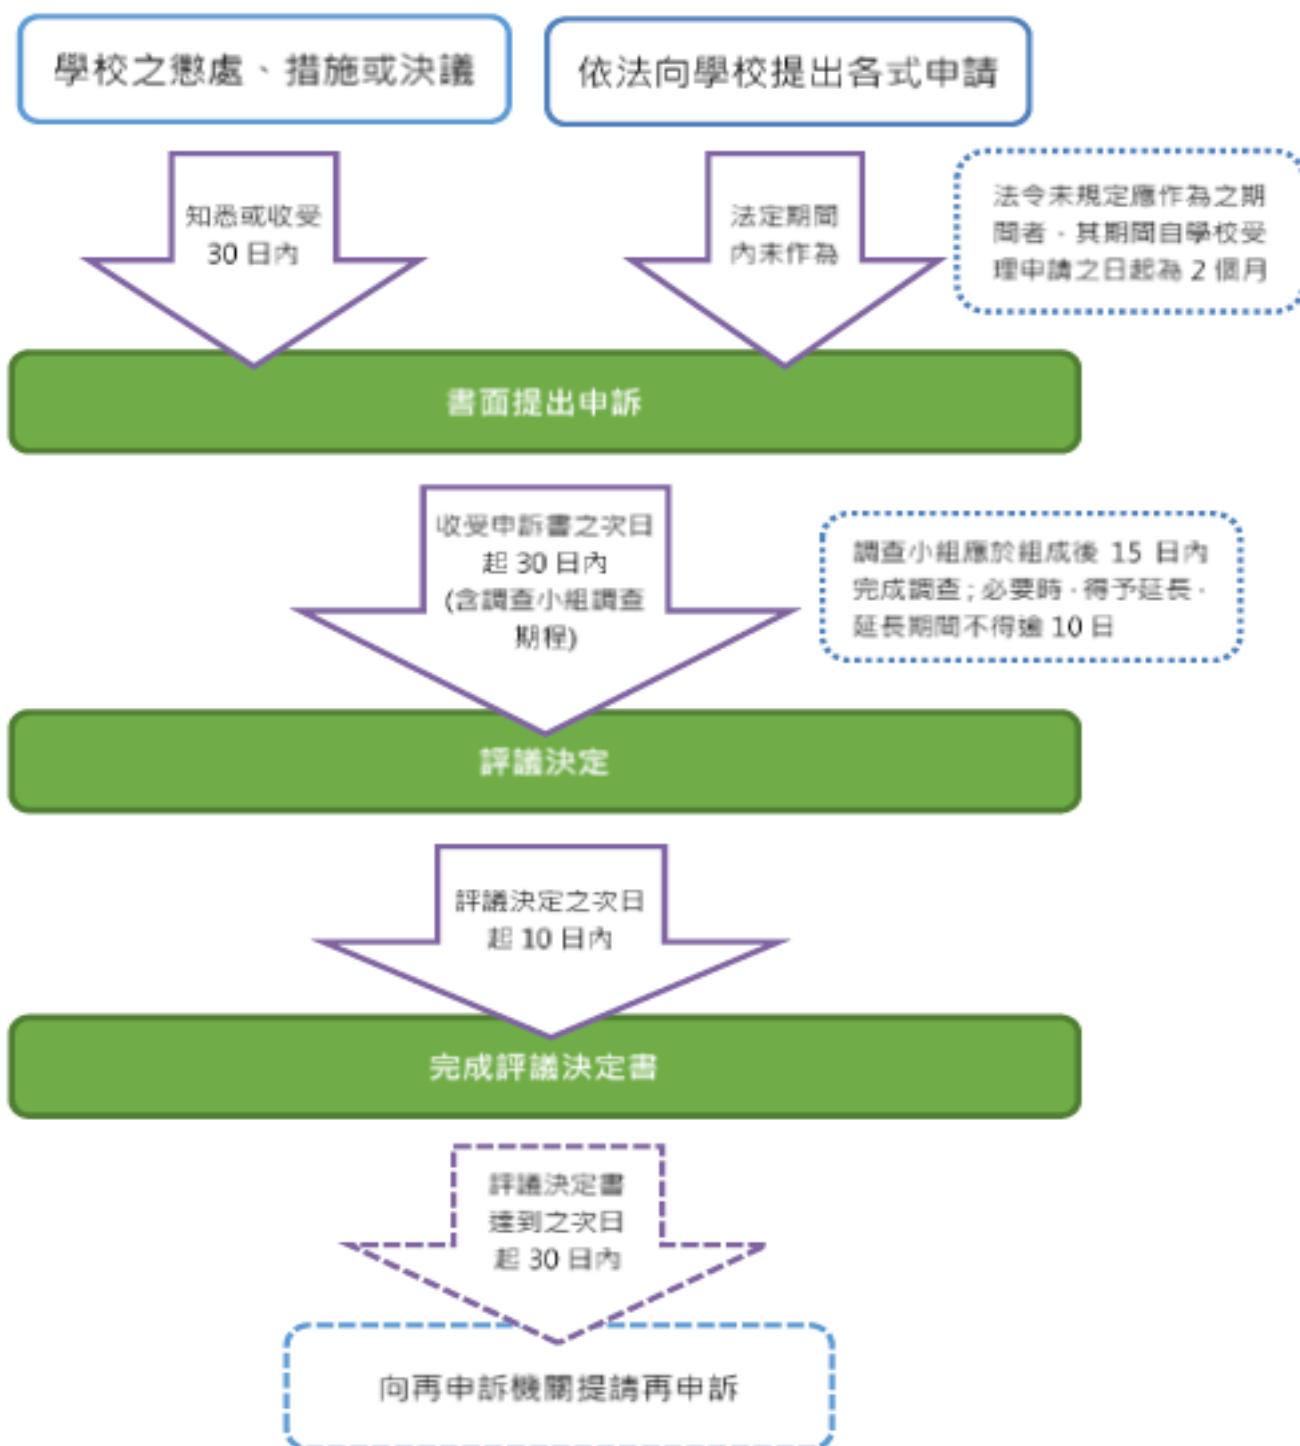 學校之懲處、措施或決議
依法向學校提出各式申請
知悉或收受
30 日內
法定期間
內未作為
法令未規定應作為之期
間者，其期間自學校受
理申請之日起為 2 個月
書面提出申訴
收受申訴書之次日
起 30 日內
(含調查小組調查
期程)
調查小組應於組成後 15 日內
完成調查；必要時，得予延長，
延長期間不得逾 10 日
評議決定
評議決定之次日
起 10 日內
完成評議決定書
評議決定書
達到之次日
起 30 日內
向再申訴機關提請再申訴